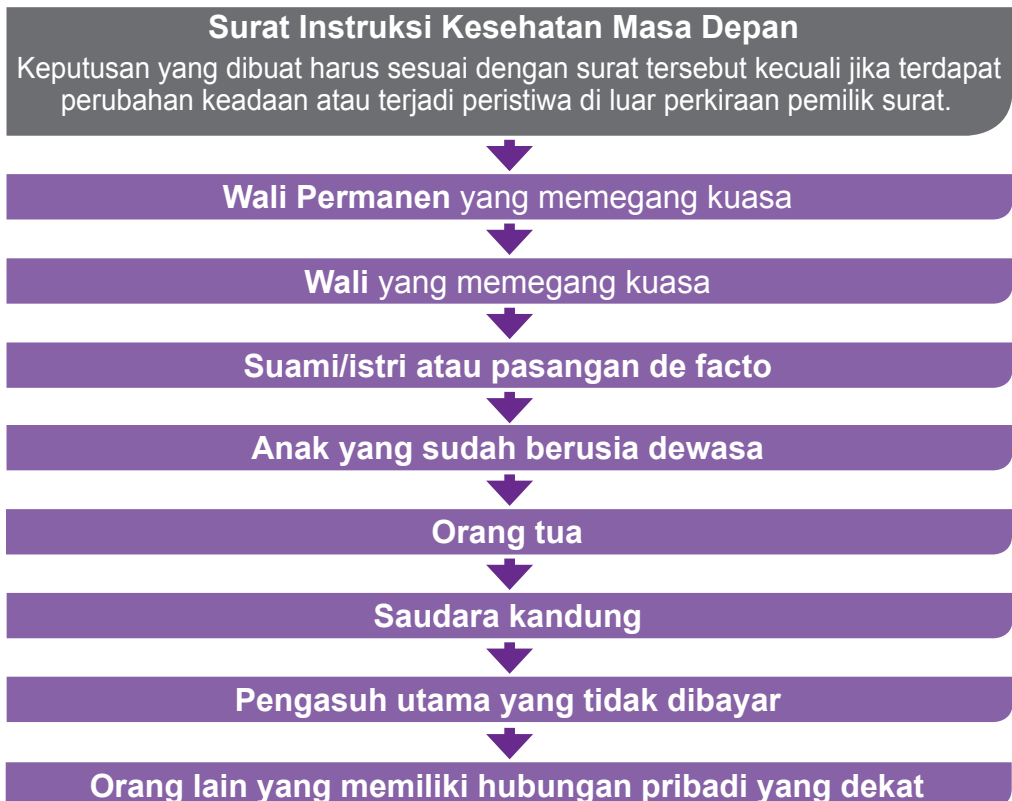 Surat Instruksi Kesehatan Masa Depan
Keputusan yang dibuat harus sesuai dengan surat tersebut kecuali jika terdapat
perubahan keadaan atau terjadi peristiwa di luar perkiraan pemilik surat.
Wali Permanen yang memegang kuasa
Wali yang memegang kuasa
Suami/istri atau pasangan de facto
Anak yang sudah berusia dewasa
Orang tua
Saudara kandung
Pengasuh utama yang tidak dibayar
Orang lain yang memiliki hubungan pribadi yang dekat